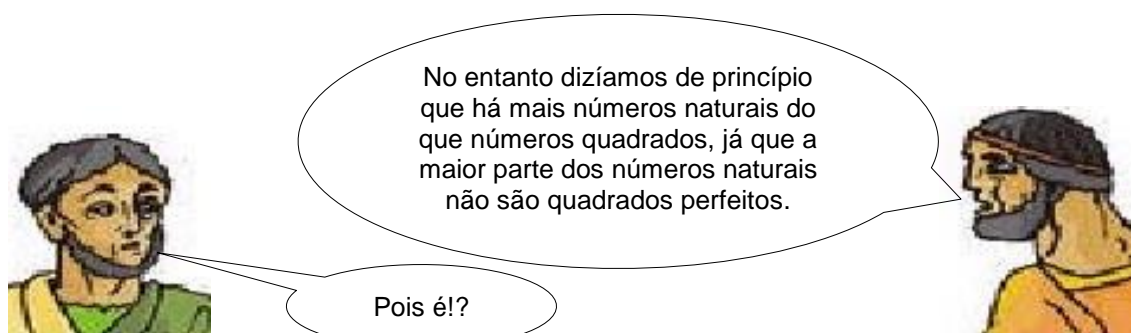 No entanto dizíamos de princípio
que há mais números naturais do
que números quadrados, já que a
maior parte dos números naturais
não são quadrados perfeitos.
Pois é!?